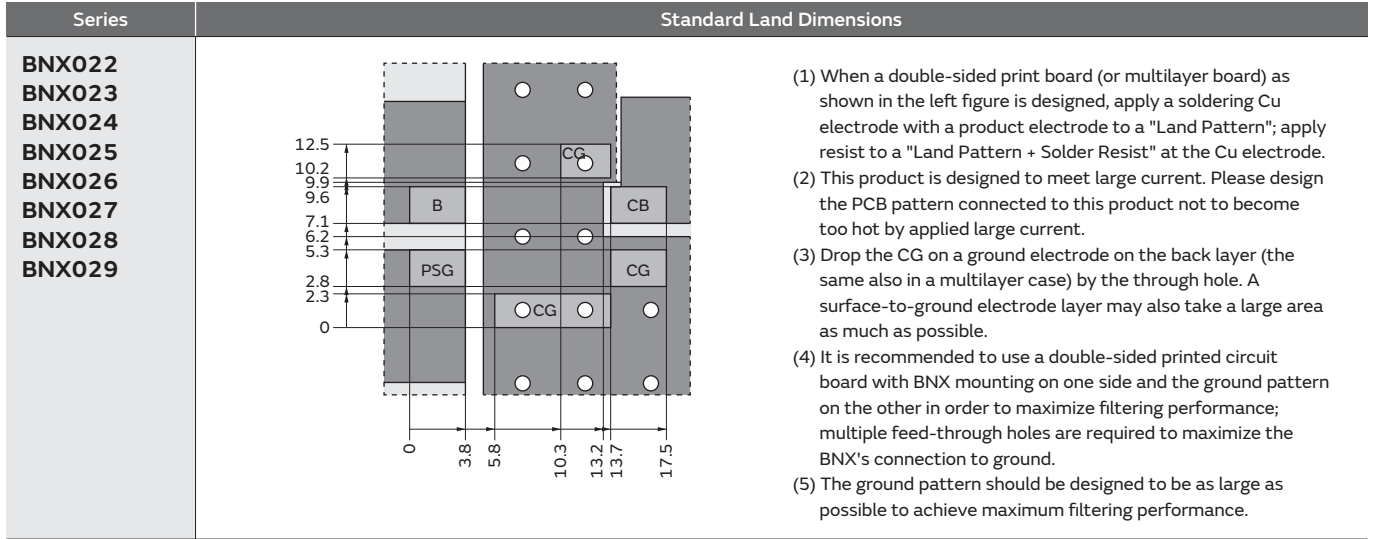 Series
Standard Land Dimensions
BNX022
BNX023
BNX024
BNX025
BNX026
BNX027
BNX028
BNX029
12.5
10.2
9.9
9.6
7.1
6.2
5.3
2.8
2.3
0
CG
B
CB
PSG
CG
CG
0
3.8
5.8
10.3
13.2
13.7
17.5
(1) When a double-sided print board (or multilayer board) as
shown in the left figure is designed, apply a soldering Cu
electrode with a product electrode to a "Land Pattern"; apply
resist to a "Land Pattern + Solder Resist" at the Cu electrode.
(2) This product is designed to meet large current. Please design
the PCB pattern connected to this product not to become
too hot by applied large current.
(3) Drop the CG on a ground electrode on the back layer (the
same also in a multilayer case) by the through hole. A
surface-to-ground electrode layer may also take a large area
as much as possible.
(4) It is recommended to use a double-sided printed circuit
board with BNX mounting on one side and the ground pattern
on the other in order to maximize filtering performance;
multiple feed-through holes are required to maximize the
BNX's connection to ground.
(5) The ground pattern should be designed to be as large as
possible to achieve maximum filtering performance.